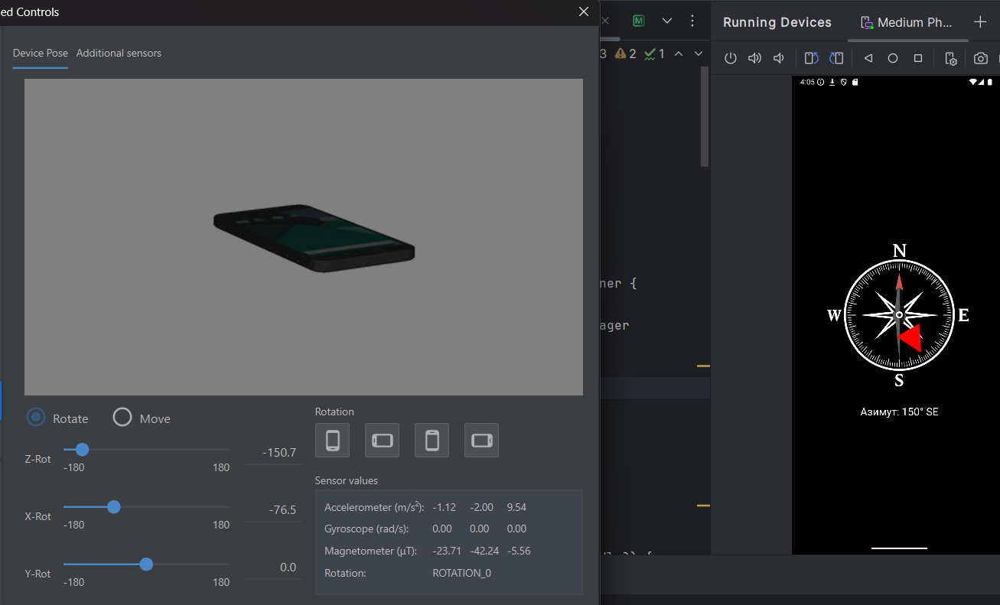 ed Controls
Device Pose Additional sensors
Rotate Move
Z-Rot -150.7
-180 180
X-Rot -76.5
-180 180
Y-Rot 0.0
-180 180
Rotation
Sensor values
Accelerometer (m/s²): -1.12 -2.00 9.54
Gyroscope (rad/s): 0.00 0.00 0.00
Magnetometer (μT): -23.71 -42.24 -5.56
Rotation: ROTATION_0
M
3 2 1
ner {
ager
Running Devices Medium Ph...
4:05
N
W E
S
Азимут: 150° SE